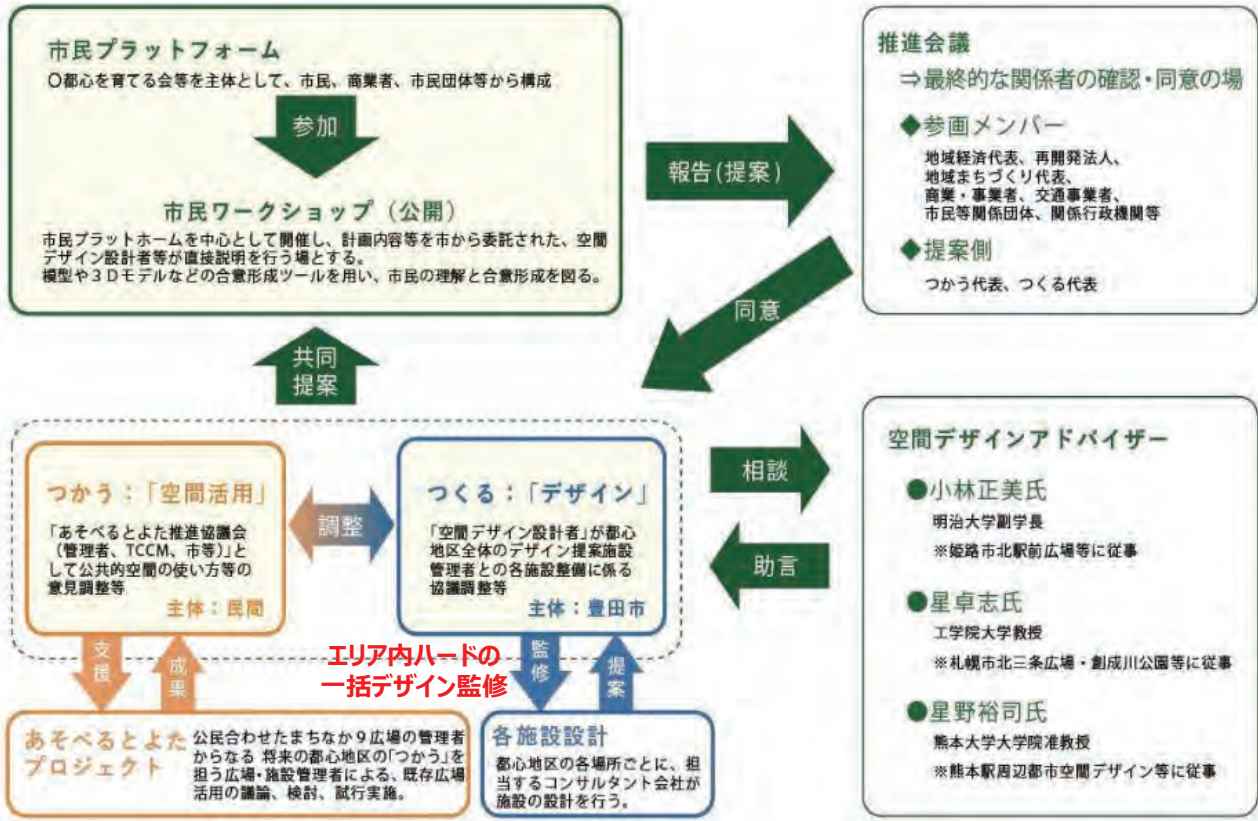 市民プラットフォーム
〇都心を育てる会等を主体として、市民、商業者、市民団体等から構成
参加
市民ワークショップ（公開）
市民プラットホームを中心として開催し、計画内容等を市から委託された、空間
デザイン設計者等が直接説明を行う場とする。
模型や３Ｄモデルなどの合意形成ツールを用い、市民の理解と合意形成を図る。
報告(提案)
同意
推進会議
⇒最終的な関係者の確認・同意の場
◆参画メンバー
地域経済代表、再開発法人、
地域まちづくり代表、
商業・事業者、交通事業者、
市民等関係団体、関係行政機関等
◆提案側
つかう代表、つくる代表
共同
提案
つかう：「空間活用」
「あそべるとよた推進協議会
（管理者、TCCM、市等）」と
して公共的空間の使い方等の
意見調整等
主体：民間
調整
つくる：「デザイン」
「空間デザイン設計者」が都心
地区全体のデザイン提案施設
管理者との各施設整備に係る
協議調整等
主体：豊田市
相談
助言
空間デザインアドバイザー
●小林正美氏
明治大学副学長
※姫路市北駅前広場等に従事
●星卓志氏
工学院大学教授
※札幌市北三条広場・創成川公園等に従事
●星野裕司氏
熊本大学大学院准教授
※熊本駅周辺都市空間デザイン等に従事
支援
成果
エリア内ハードの
一括デザイン監修
監修
提案
あそべるとよた
プロジェクト
公民合わせたまちなか９広場の管理者
からなる 将来の都心地区の「つかう」を
担う広場・施設管理者による、既存広場
活用の議論、検討、試行実施。
各施設設計
都心地区の各場所ごとに、担
当するコンサルタント会社が
施設の設計を行う。